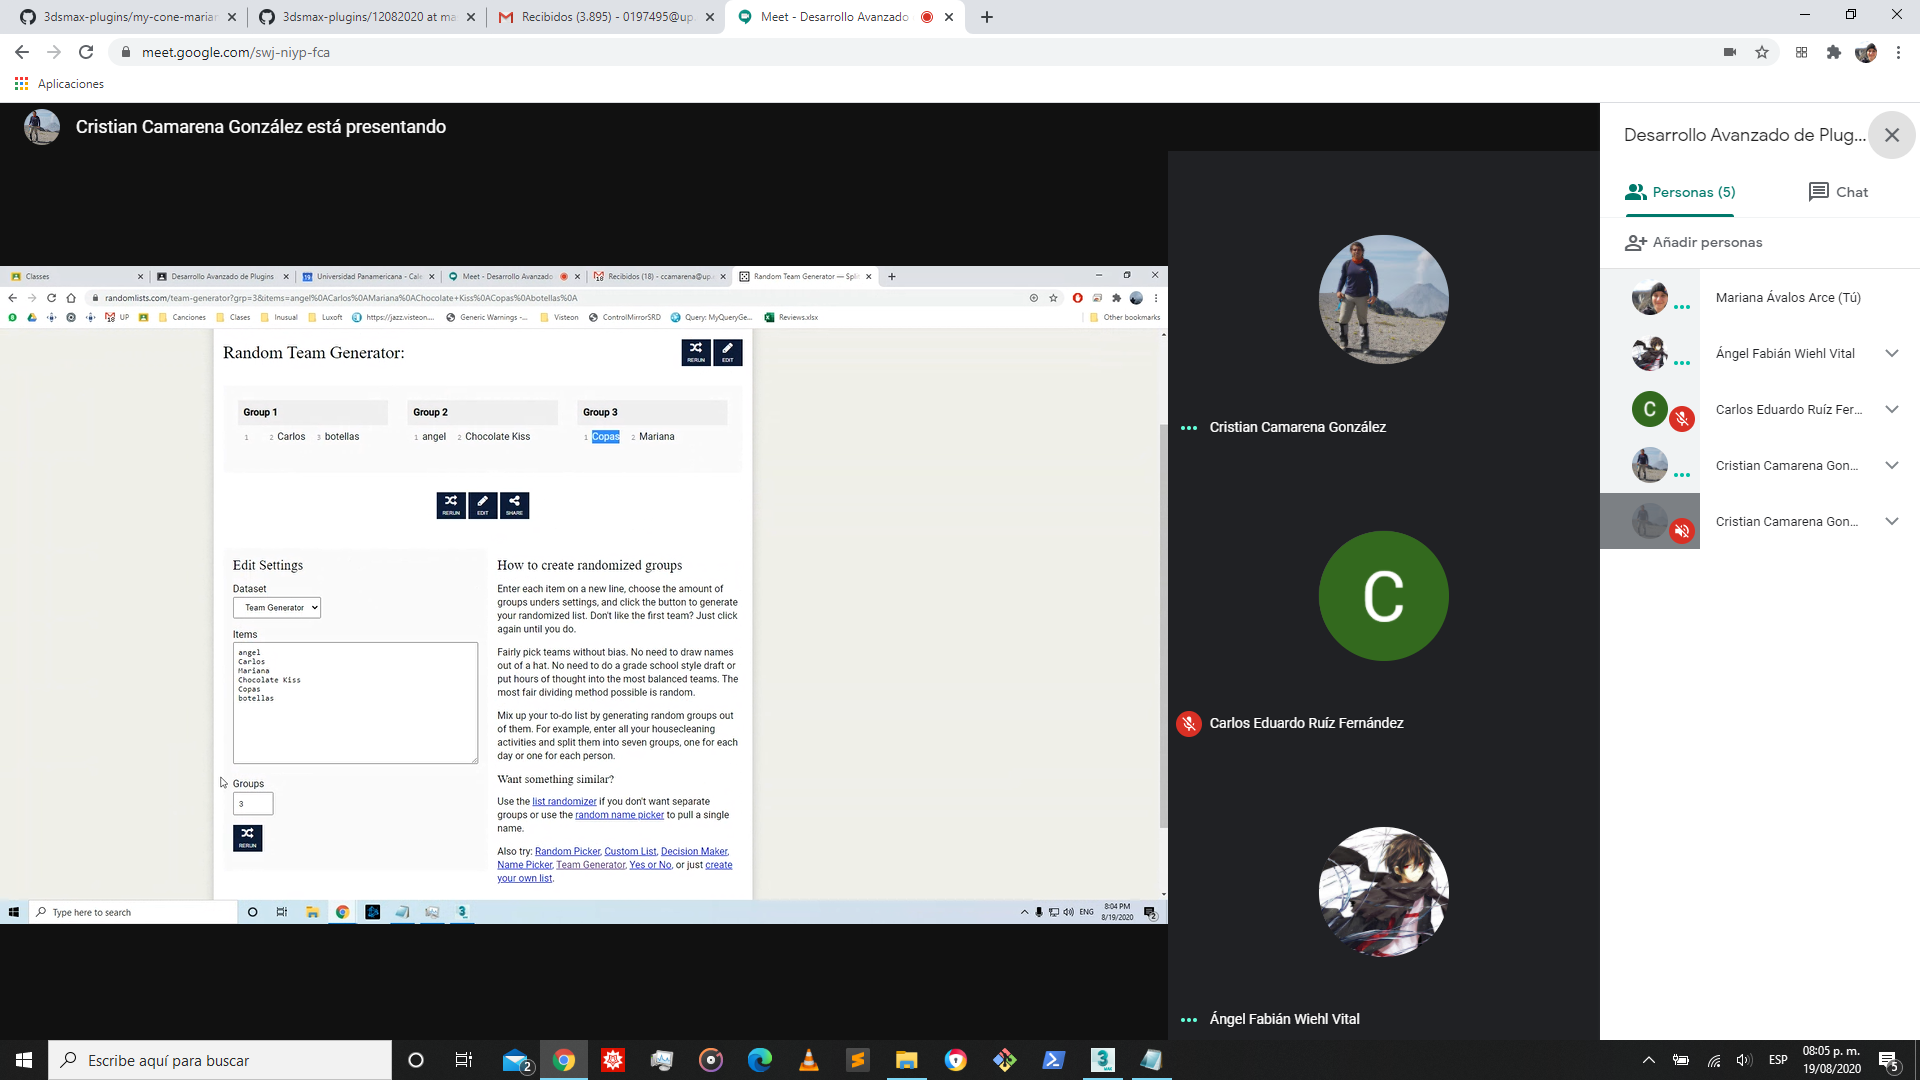 3dsmax-plugins/my-cone-marian
3dsmax-plugins/12082020 at ma
Recibidos (3.895) - 0197495@up.
Meet - Desarrollo Avanzado
meet.google.com/swj-niyp-fca
Aplicaciones
Cristian Camarena González está presentando
Classes
Desarrollo Avanzado de Plugins
Universidad Panamericana - Cale
Meet - Desarrollo Avanzado
Recibidos (18) - ccamarena@up.
Random Team Generator — Spli
randomlists.com/team-generator?grp=3&items=angel%0ACarlos%0AMariana%0AChocolate+Kiss%0ACopas%0Abotellas%0A
UP
Canciones
Clases
Inusual
Luxoft
https://jazz.visteon....
Generic Warnings -...
Visteon
ControlMirrorSRD
Query: MyQueryGe...
Reviews.xlsx
Other bookmarks
Random Team Generator:
RERUN
EDIT
Group 1
Group 2
Group 3
1 2 Carlos 3 botellas
1 angel 2 Chocolate Kiss
1 Copas 2 Mariana
RERUN
EDIT
SHARE
Edit Settings
Dataset
Team Generator
Items
angel
Carlos
Mariana
Chocolate Kiss
Copas
botellas
Groups
3
RERUN
How to create randomized groups
Enter each item on a new line, choose the amount of
groups unders settings, and click the button to generate
your randomized list. Don't like the first team? Just click
again until you do.
Fairly pick teams without bias. No need to draw names
out of a hat. No need to do a grade school style draft or
put hours of thought into the most balanced teams. The
most fair dividing method possible is random.
Mix up your to-do list by generating random groups out
of them. For example, enter all your housecleaning
activities and split them into seven groups, one for each
day or one for each person.
Want something similar?
Use the list randomizer if you don't want separate
groups or use the random name picker to pull a single
name.
Also try: Random Picker, Custom List, Decision Maker,
Name Picker, Team Generator, Yes or No, or just create
your own list.
Type here to search
ENG
8:04 PM
8/19/2020
2
Cristian Camarena González
C
Carlos Eduardo Ruíz Fernández
Ángel Fabián Wiehl Vital
Desarrollo Avanzado de Plug...
Personas (5)
Chat
Añadir personas
Mariana Ávalos Arce (Tú)
Ángel Fabián Wiehl Vital
C
Carlos Eduardo Ruíz Fer...
Cristian Camarena Gon...
Cristian Camarena Gon...
Escribe aquí para buscar
2
3
MAX
ESP
08:05 p. m.
19/08/2020
5